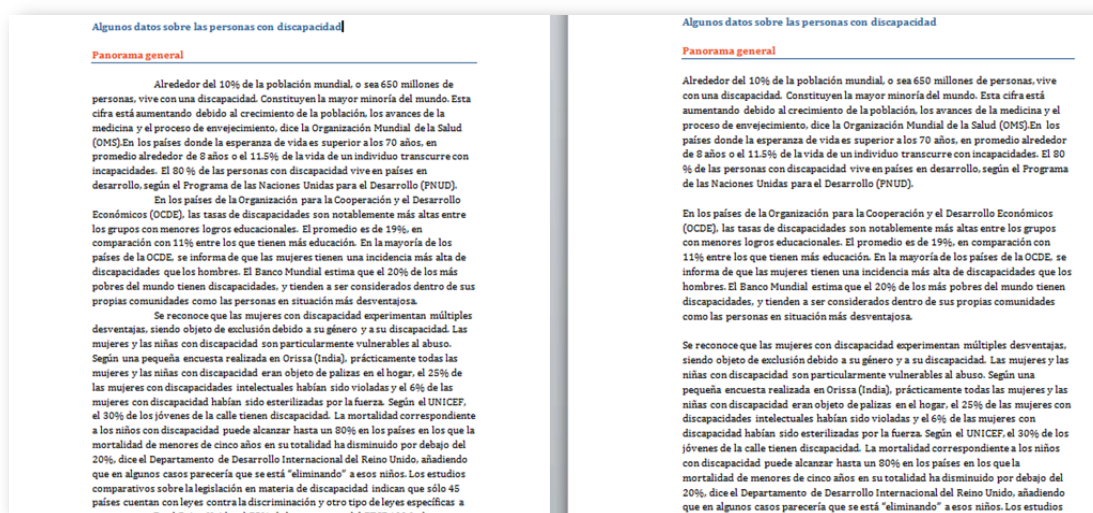 Algunos datos sobre las personas con discapacidad
Panorama general
Alrededor del 10% de la población mundial, o sea 650 millones de
personas, vive con una discapacidad. Constituyen la mayor minoría del mundo. Esta
cifra está aumentando debido al crecimiento de la población, los avances de la
medicina y el proceso de envejecimiento, dice la Organización Mundial de la Salud
(OMS).En los países donde la esperanza de vida es superior a los 70 años, en
promedio alrededor de 8 años o el 11.5% de la vida de un individuo transcurre con
incapacidades. El 80 % de las personas con discapacidad vive en países en
desarrollo, según el Programa de las Naciones Unidas para el Desarrollo (PNUD).
En los países de la Organización para la Cooperación y el Desarrollo
Económicos (OCDE), las tasas de discapacidades son notablemente más altas entre
los grupos con menores logros educacionales. El promedio es de 19%, en
comparación con 11% entre los que tienen más educación. En la mayoría de los
países de la OCDE, se informa de que las mujeres tienen una incidencia más alta de
discapacidades que los hombres. El Banco Mundial estima que el 20% de los más
pobres del mundo tienen discapacidades, y tienden a ser considerados dentro de sus
propias comunidades como las personas en situación más desventajosa.
Se reconoce que las mujeres con discapacidad experimentan múltiples
desventajas, siendo objeto de exclusión debido a su género y a su discapacidad. Las
mujeres y las niñas con discapacidad son particularmente vulnerables al abuso.
Según una pequeña encuesta realizada en Orissa (India), prácticamente todas las
mujeres y las niñas con discapacidad eran objeto de palizas en el hogar, el 25% de
las mujeres con discapacidades intelectuales habían sido violadas y el 6% de las
mujeres con discapacidad habían sido esterilizadas por la fuerza. Según el UNICEF,
el 30% de los jóvenes de la calle tienen discapacidad. La mortalidad correspondiente
a los niños con discapacidad puede alcanzar hasta un 80% en los países en los que la
mortalidad de menores de cinco años en su totalidad ha disminuido por debajo del
20%, dice el Departamento de Desarrollo Internacional del Reino Unido, añadiendo
que en algunos casos parecería que se está "eliminando" a esos niños. Los estudios
comparativos sobre la legislación en materia de discapacidad indican que sólo 45
países cuentan con leyes contra la discriminación y otro tipo de leyes específicas a
Algunos datos sobre las personas con discapacidad
Panorama general
Alrededor del 10% de la población mundial, o sea 650 millones de personas, vive
con una discapacidad. Constituyen la mayor minoría del mundo. Esta cifra está
aumentando debido al crecimiento de la población, los avances de la medicina y el
proceso de envejecimiento, dice la Organización Mundial de la Salud (OMS).En los
países donde la esperanza de vida es superior a los 70 años, en promedio alrededor
de 8 años o el 11.5% de la vida de un individuo transcurre con incapacidades. El 80
% de las personas con discapacidad vive en países en desarrollo, según el Programa
de las Naciones Unidas para el Desarrollo (PNUD).
En los países de la Organización para la Cooperación y el Desarrollo Económicos
(OCDE), las tasas de discapacidades son notablemente más altas entre los grupos
con menores logros educacionales. El promedio es de 19%, en comparación con
11% entre los que tienen más educación. En la mayoría de los países de la OCDE, se
informa de que las mujeres tienen una incidencia más alta de discapacidades que los
hombres. El Banco Mundial estima que el 20% de los más pobres del mundo tienen
discapacidades, y tienden a ser considerados dentro de sus propias comunidades
como las personas en situación más desventajosa.
Se reconoce que las mujeres con discapacidad experimentan múltiples desventajas,
siendo objeto de exclusión debido a su género y a su discapacidad. Las mujeres y las
niñas con discapacidad son particularmente vulnerables al abuso. Según una
pequeña encuesta realizada en Orissa (India), prácticamente todas las mujeres y las
niñas con discapacidad eran objeto de palizas en el hogar, el 25% de las mujeres con
discapacidades intelectuales habían sido violadas y el 6% de las mujeres con
discapacidad habían sido esterilizadas por la fuerza. Según el UNICEF, el 30% de los
jóvenes de la calle tienen discapacidad. La mortalidad correspondiente a los niños
con discapacidad puede alcanzar hasta un 80% en los países en los que la
mortalidad de menores de cinco años en su totalidad ha disminuido por debajo del
20%, dice el Departamento de Desarrollo Internacional del Reino Unido, añadiendo
que en algunos casos parecería que se está "eliminando" a esos niños. Los estudios